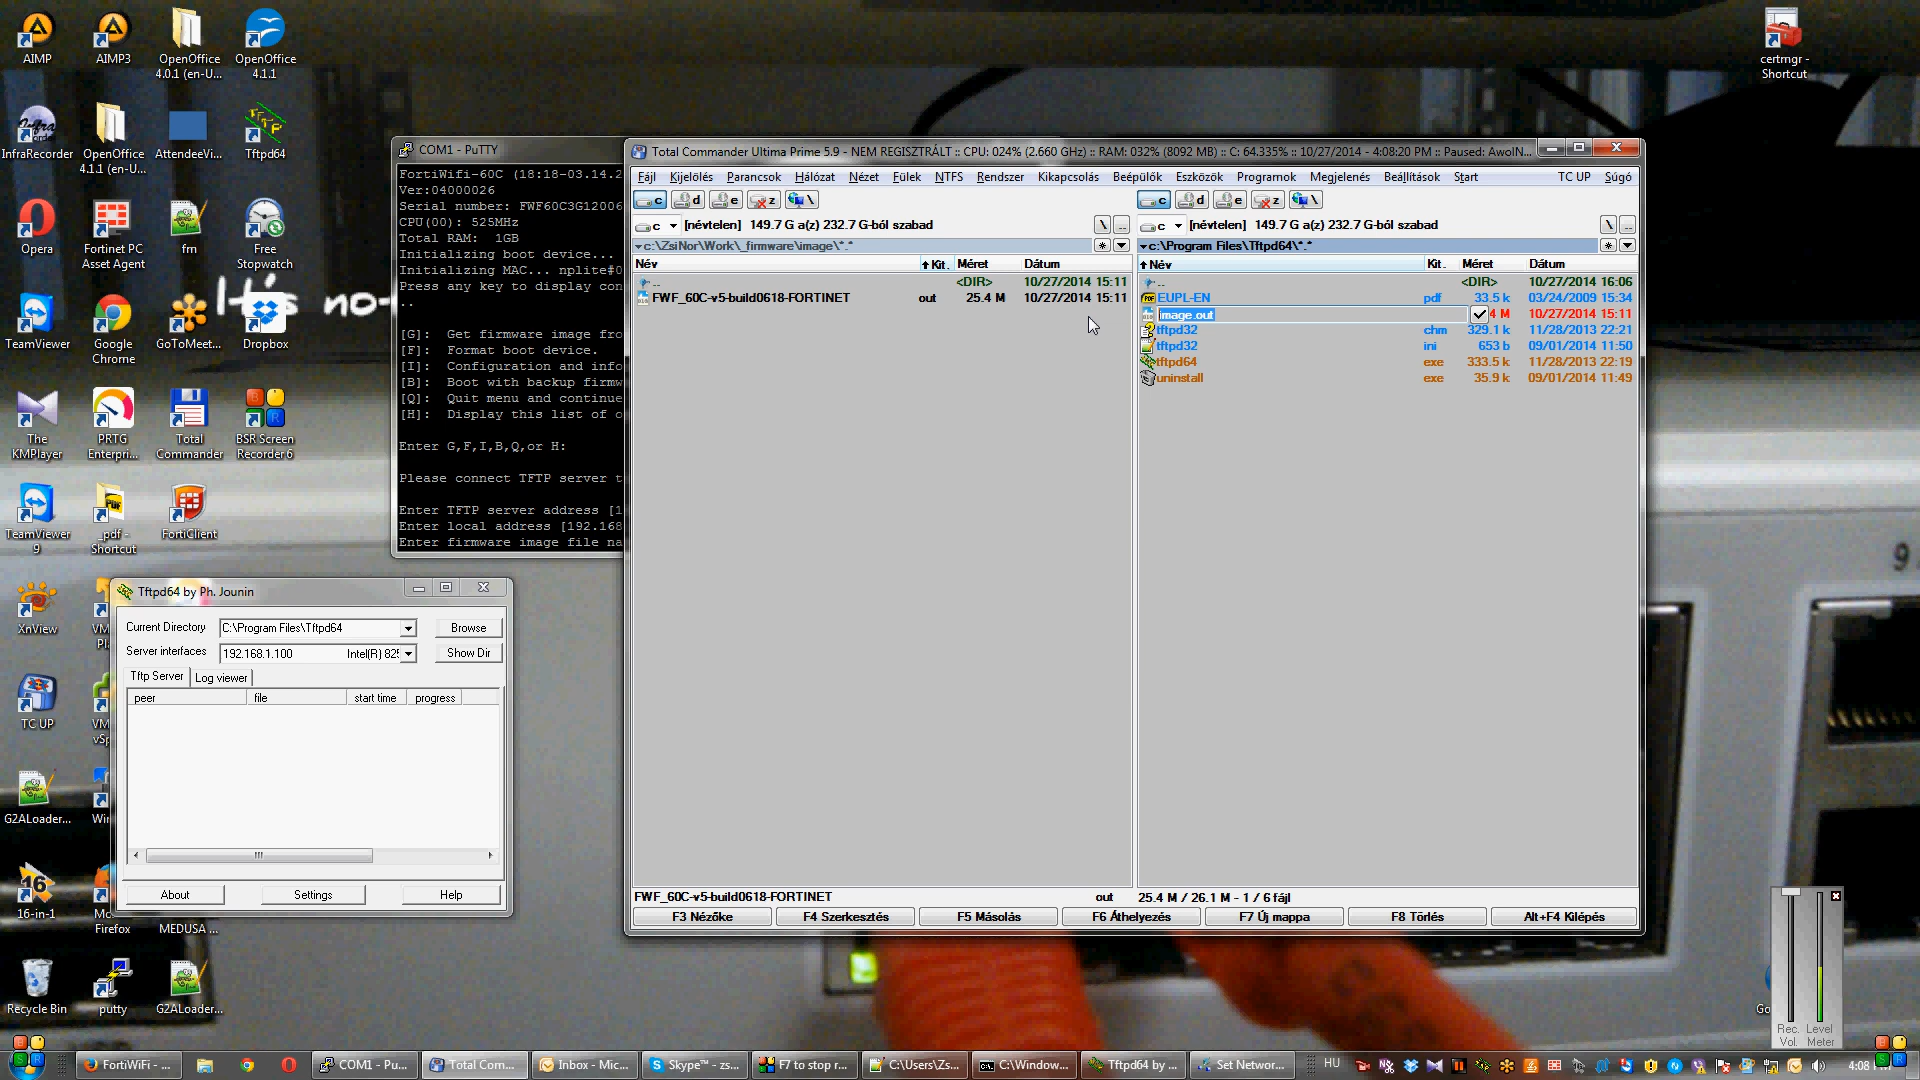 AIMP
AIMP3
OpenOffice 4.0.1 (en-U...
OpenOffice 4.1.1
certmgr - Shortcut
InfraRecorder
OpenOffice 4.1.1 (en-U...
AttendeeVi...
Tftpd64
Opera
Fortinet PC Asset Agent
frn
Free Stopwatch
It's no
TeamViewer
Google Chrome
GoToMeet...
Dropbox
The KMPlayer
PRTG Enterpri...
Total Commander
BSR Screen Recorder 6
TeamViewer 9
_pdf - Shortcut
FortiClient
XnView
TC UP
G2ALoader...
16-in-1
Firefox
MEDUSA ...
Recycle Bin
putty
G2ALoader...
COM1 - PuTTY
FortiWifi-60C (18:18-03.14.2
Ver:04000026
Serial number: FWF60C3G12006
CPU(00): 525MHz
Total RAM:  1GB
Initializing boot device...
Initializing MAC... nplite#0
Press any key to display con
..
[G]:  Get firmware image fro
[F]:  Format boot device.
[I]:  Configuration and info
[B]:  Boot with backup firmw
[Q]:  Quit menu and continue
[H]:  Display this list of o
Enter G,F,I,B,Q,or H:
Please connect TFTP server t
Enter TFTP server address [1
Enter local address [192.168
Enter firmware image file na
Tftpd64 by Ph. Jounin
Current Directory C:\Program Files\Tftpd64 Browse
Server interfaces 192.168.1.100 Intel(R) 825 Show Dir
Tftp Server Log viewer
peer file start time progress
About Settings Help
Total Commander Ultima Prime 5.9 - NEM REGISZTRÁLT :: CPU: 024% (2.660 GHz) :: RAM: 032% (8092 MB) :: C: 64.335% :: 10/27/2014 - 4:08:20 PM :: Paused: AwolN...
Fájl Kijelölés Parancsok Hálózat Nézet Fülek NTFS Rendszer Kikapcsolás Beépülők Eszközök Programok Megjelenés Beállítások Start TC UP Súgó
c d e z \ c d e z \
c [névtelen] 149.7 G a(z) 232.7 G-ból szabad \ ..
c [névtelen] 149.7 G a(z) 232.7 G-ból szabad \ ..
c:\ZsiNor\Work\_firmware\image\*.* *
Név Kit. Méret Dátum
.. <DIR> 10/27/2014 15:11
FWF_60C-v5-build0618-FORTINET out 25.4 M 10/27/2014 15:11
c:\Program Files\Tftpd64\*.* *
Név Kit. Méret Dátum
.. <DIR> 10/27/2014 16:06
EUPL-EN pdf 33.5 k 03/24/2009 15:34
image.out 4 M 10/27/2014 15:11
tftpd32 chm 329.1 k 11/28/2013 22:21
tftpd32 ini 653 b 09/01/2014 11:50
tftpd64 exe 333.5 k 11/28/2013 22:19
uninstall exe 35.9 k 09/01/2014 11:49
FWF_60C-v5-build0618-FORTINET out 25.4 M / 26.1 M - 1 / 6 fájl
F3 Nézőke F4 Szerkesztés F5 Másolás F6 Áthelyezés F7 Új mappa F8 Törlés Alt+F4 Kilépés
Rec. Vol.
Level Meter
FortiWiFi - ...
COM1 - Pu...
Total Com...
Inbox - Mic...
Skype™ - zs...
F7 to stop r...
C:\Users\Zs...
C:\Window...
Tftpd64 by ...
Set Networ...
HU
4:08